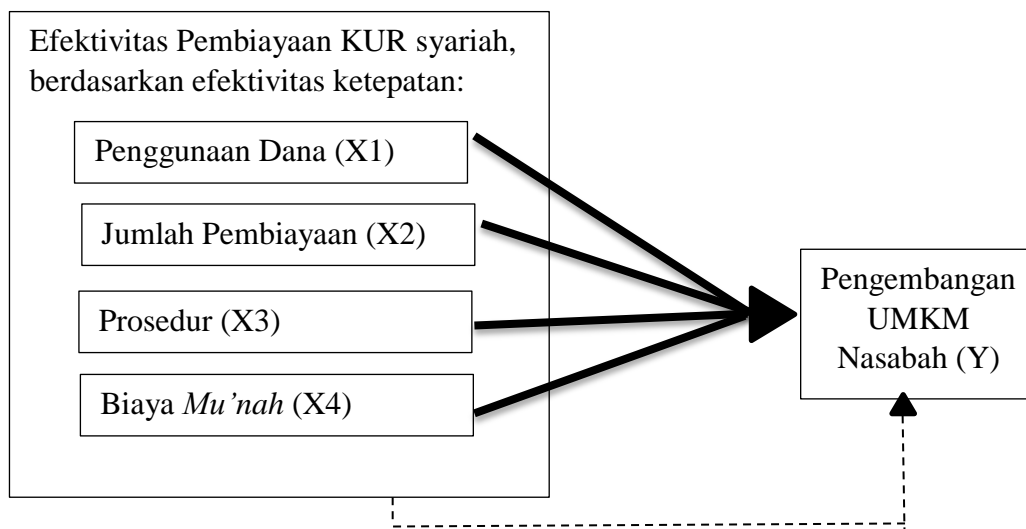 Efektivitas Pembiayaan KUR syariah,
berdasarkan efektivitas ketepatan:
Penggunaan Dana (X1)
Jumlah Pembiayaan (X2)
Prosedur (X3)
Biaya Mu’nah (X4)
Pengembangan
UMKM
Nasabah (Y)